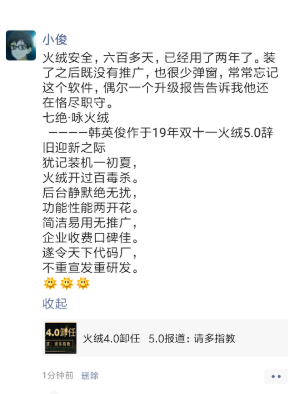 小俊
火绒安全，六百多天，已经用了两年了。装
了之后既没有推广，也很少弹窗，常常忘记
这个软件，偶尔一个升级报告告诉我他还
在恪尽职守。
七绝·咏火绒
————韩英俊作于19年双十一火绒5.0辞
旧迎新之际
犹记装机一初夏，
火绒开过百毒杀。
后台静默绝无扰，
功能性能两开花。
简洁易用无推广，
企业收费口碑佳。
遂令天下代码厂，
不重宣发重研发。
收起
4.0卸任
火绒4.0卸任 5.0报道：请多指教
1分钟前 删除